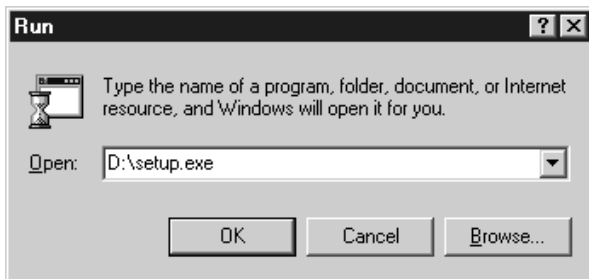 Run
Type the name of a program, folder, document, or Internet
resource, and Windows will open it for you.
Open: D:\setup.exe
OK Cancel Browse...